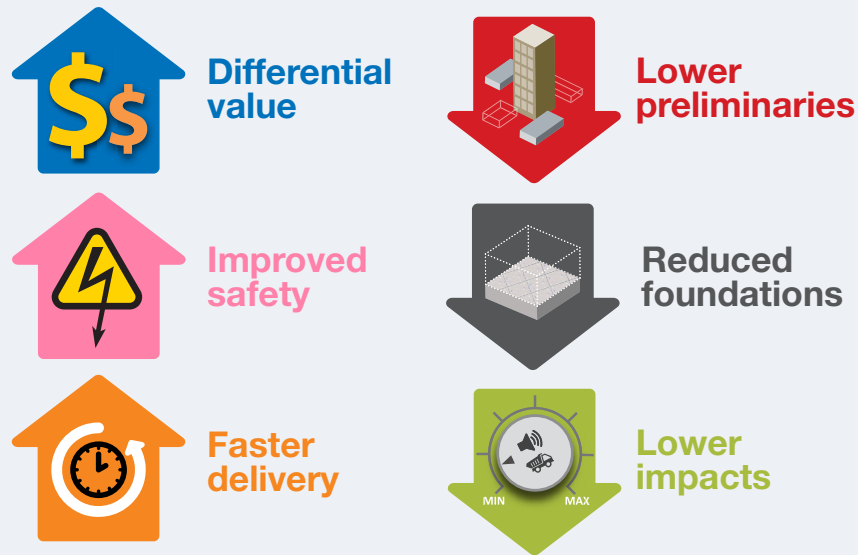 $
$
Differential
value
Lower
preliminaries
Improved
safety
Reduced
foundations
Faster
delivery
Lower
impacts
MIN MAX